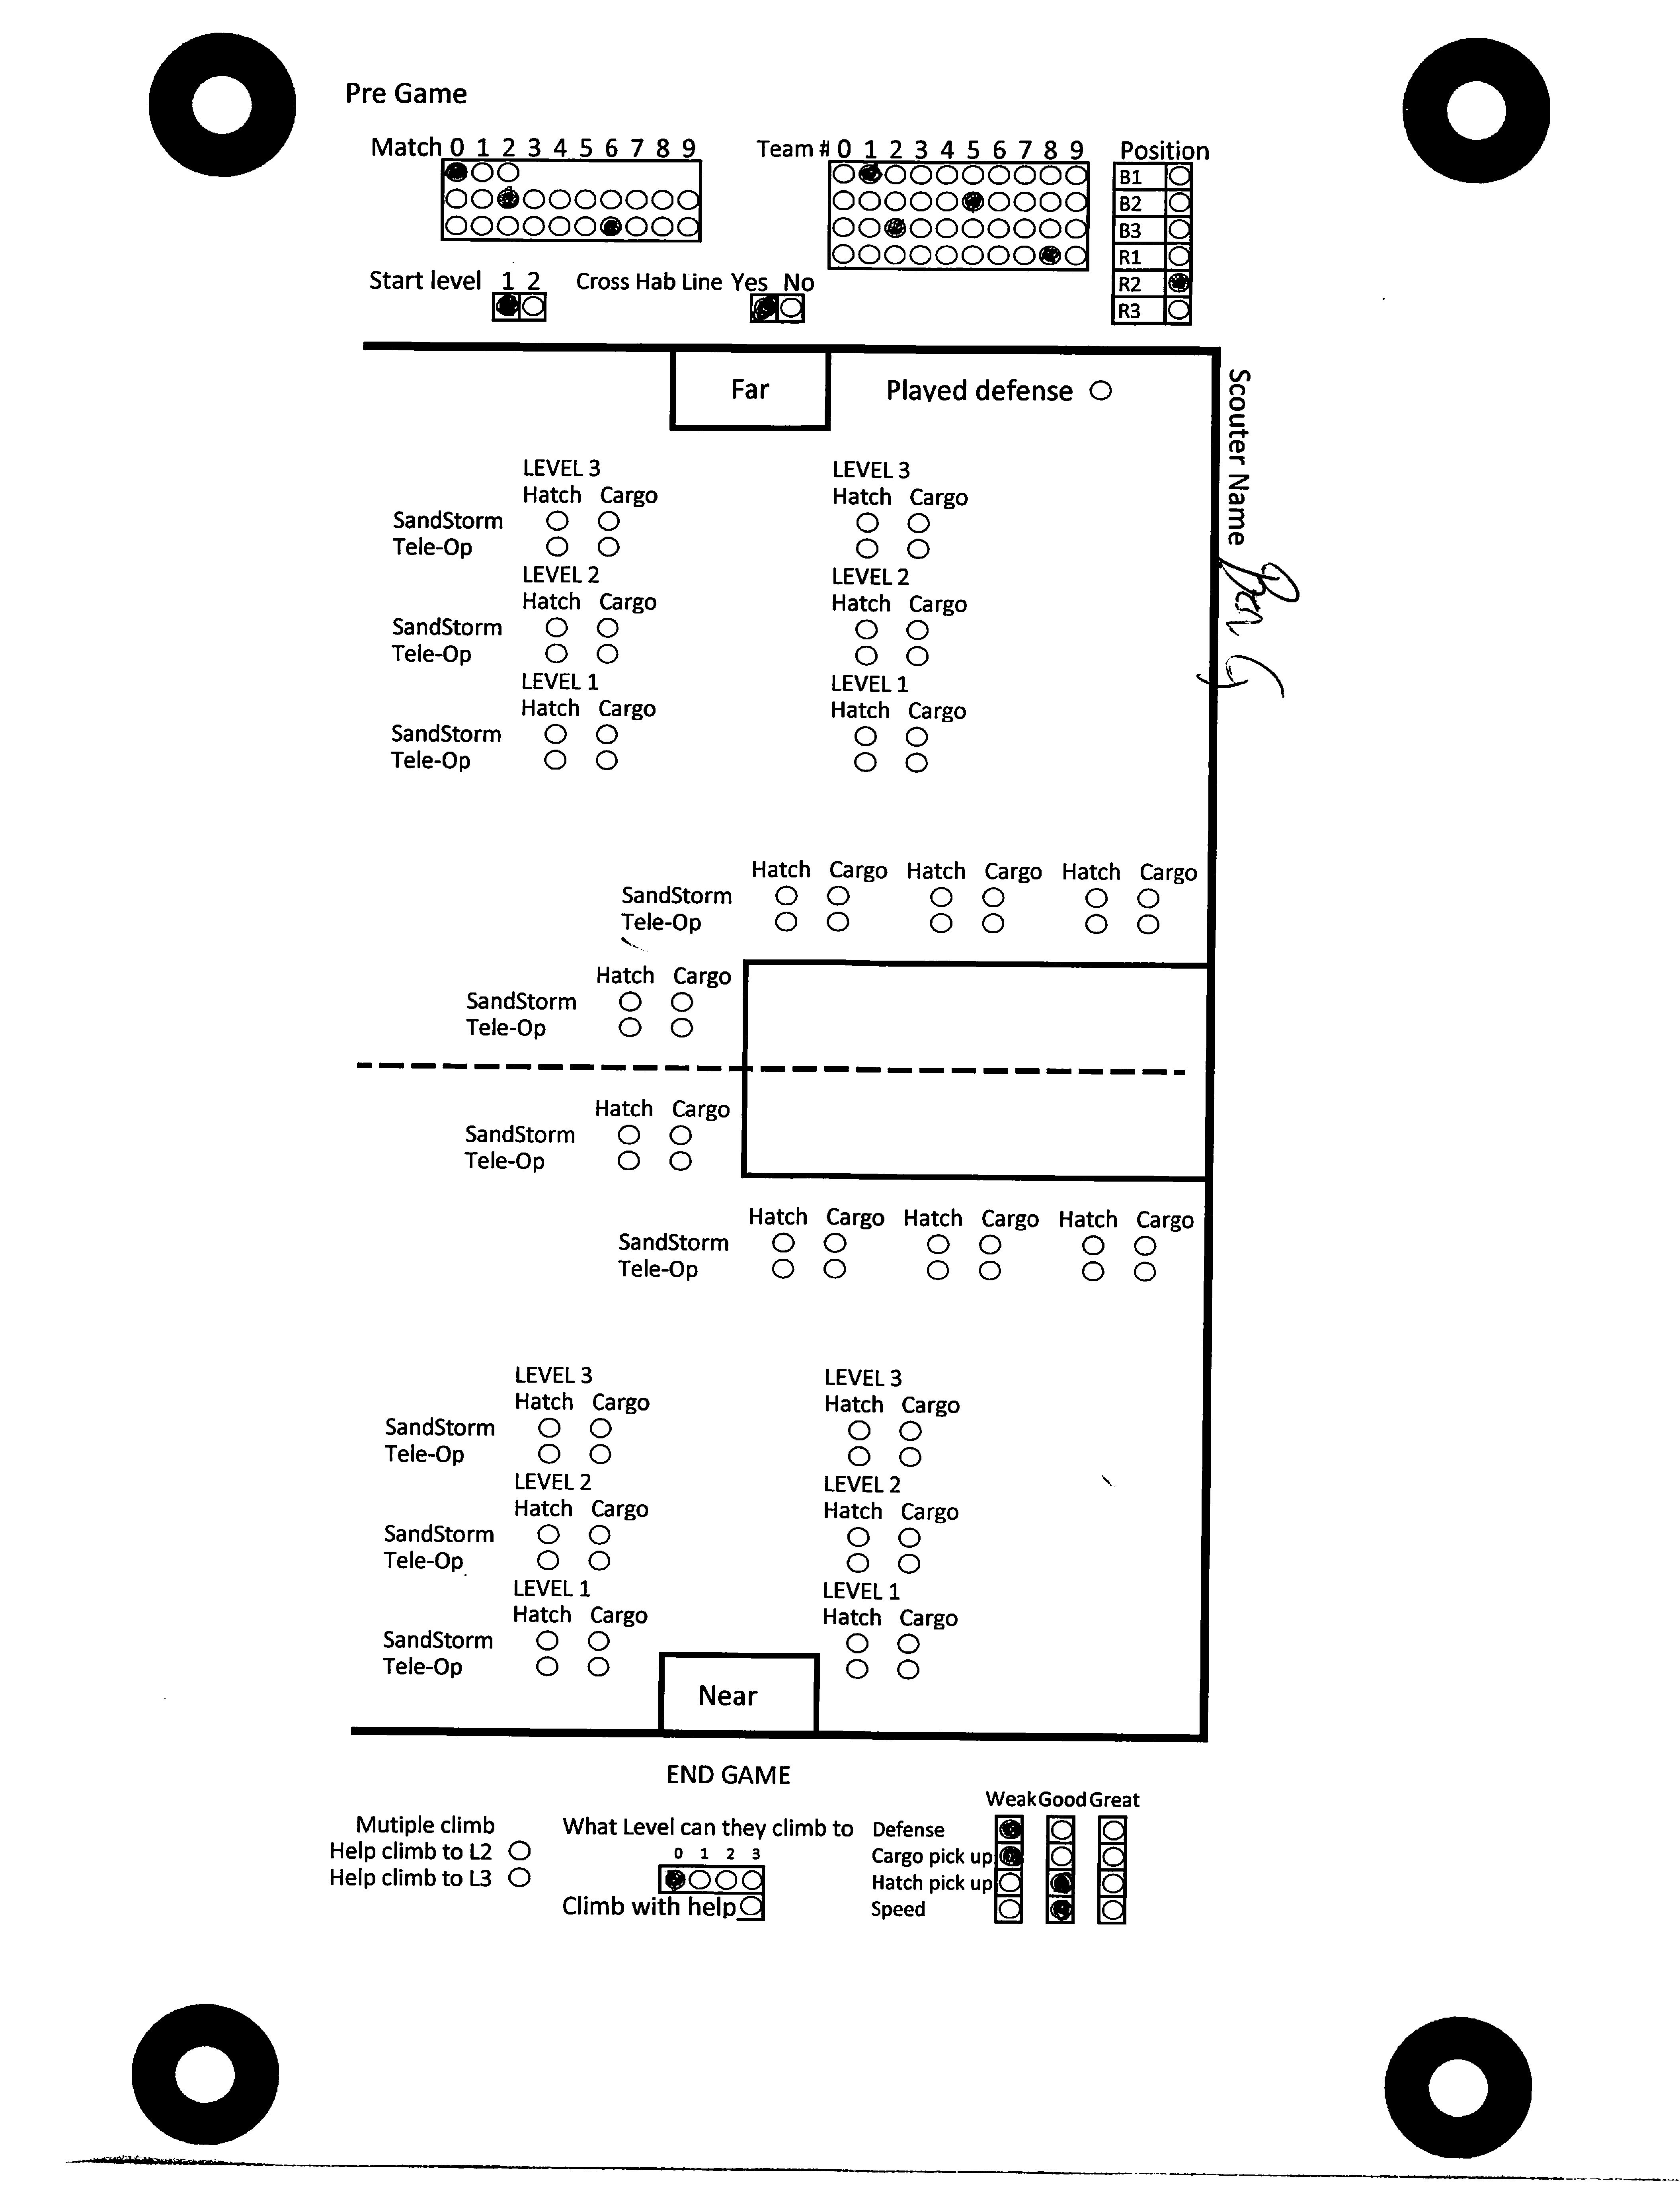 Pre Game
Match 0 1 2 3 4 5 6 7 8 9
Team # 0 1 2 3 4 5 6 7 8 9
Position
B1
B2
B3
R1
R2
R3
Start level 1 2 Cross Hab Line Yes No
Far
Played defense
Scouter Name Ben G
LEVEL 3 LEVEL 3
Hatch Cargo Hatch Cargo
SandStorm
Tele-Op
LEVEL 2 LEVEL 2
Hatch Cargo Hatch Cargo
SandStorm
Tele-Op
LEVEL 1 LEVEL 1
Hatch Cargo Hatch Cargo
SandStorm
Tele-Op
Hatch Cargo Hatch Cargo Hatch Cargo
SandStorm
Tele-Op
Hatch Cargo
SandStorm
Tele-Op
Hatch Cargo
SandStorm
Tele-Op
Hatch Cargo Hatch Cargo Hatch Cargo
SandStorm
Tele-Op
LEVEL 3 LEVEL 3
Hatch Cargo Hatch Cargo
SandStorm
Tele-Op
LEVEL 2 LEVEL 2
Hatch Cargo Hatch Cargo
SandStorm
Tele-Op
LEVEL 1 LEVEL 1
Hatch Cargo Hatch Cargo
SandStorm
Tele-Op
Near
END GAME
Mutiple climb
Help climb to L2
Help climb to L3
What Level can they climb to
0 1 2 3
Climb with help
Weak Good Great
Defense
Cargo pick up
Hatch pick up
Speed